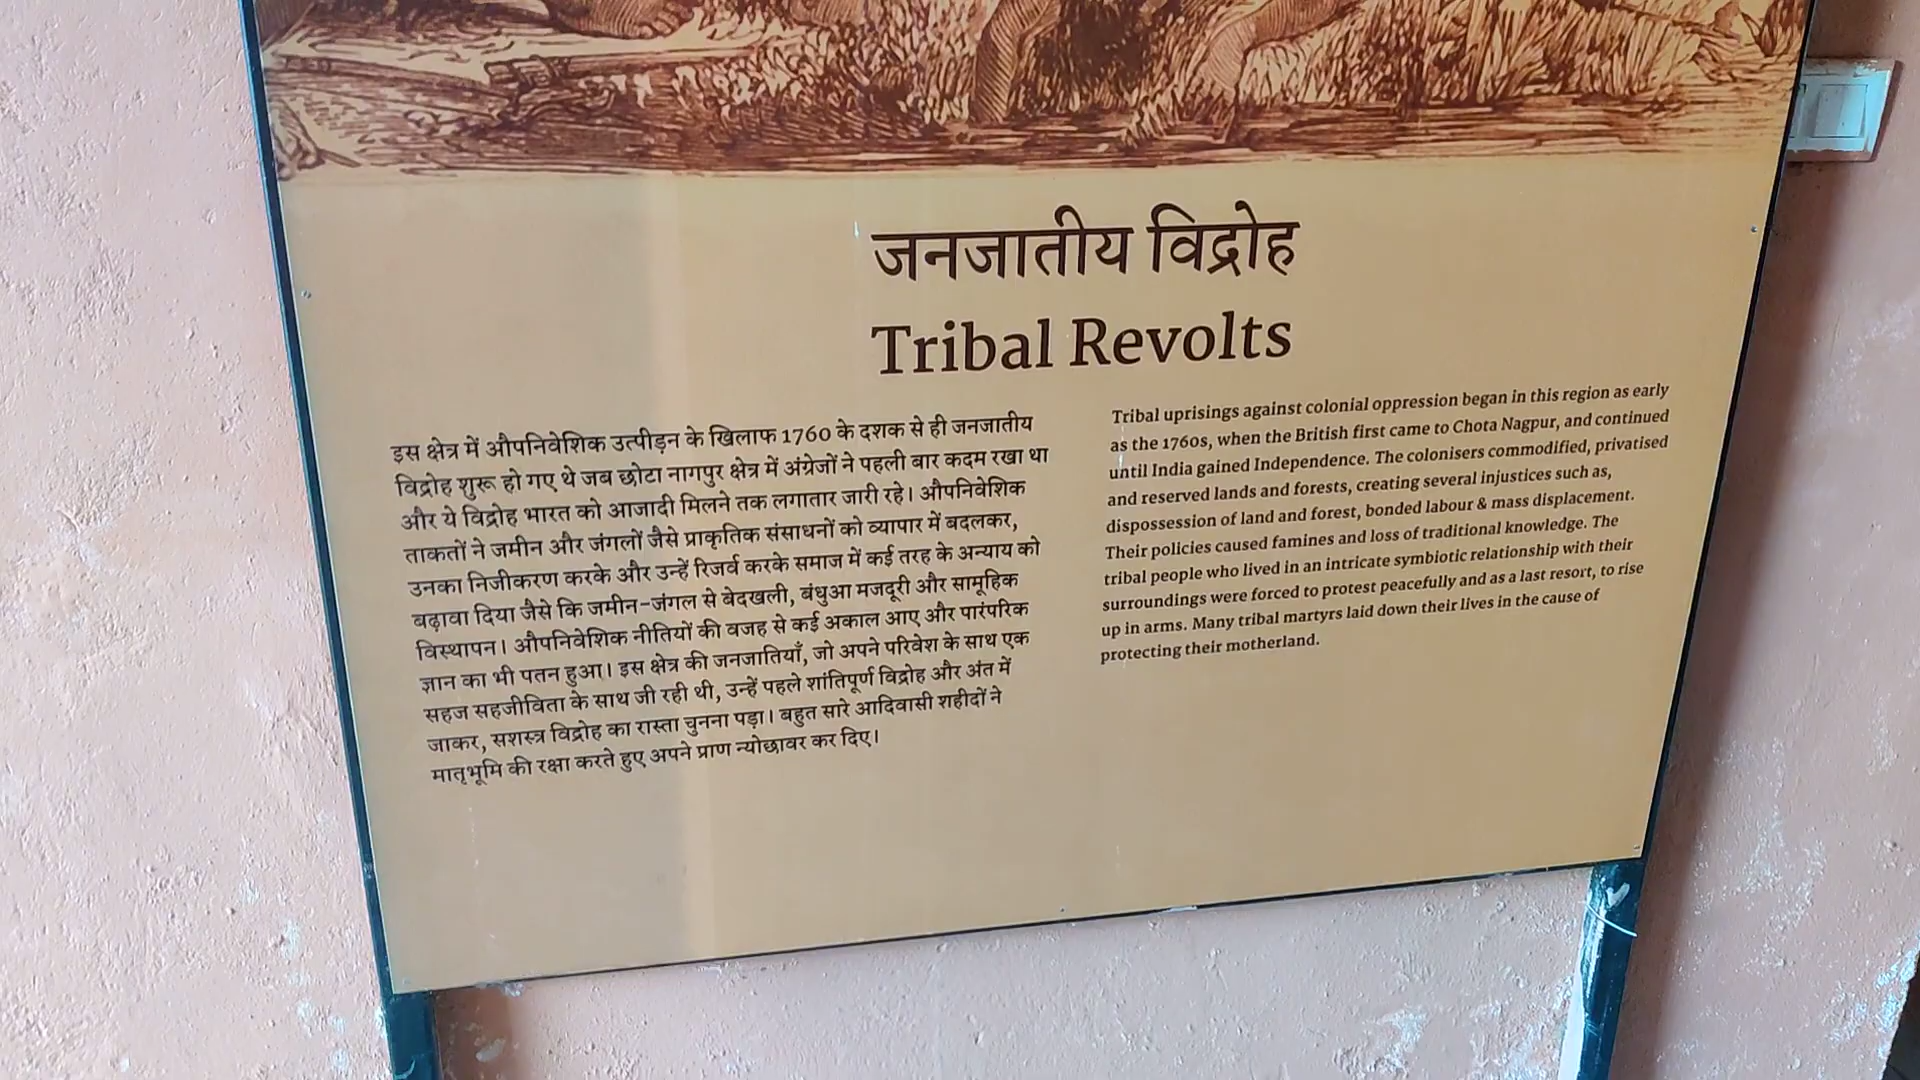 जनजातीय विद्रोह
Tribal Revolts
इस क्षेत्र में औपनिवेशिक उत्पीड़न के खिलाफ 1760 के दशक से ही जनजातीय
विद्रोह शुरू हो गए थे जब छोटा नागपुर क्षेत्र में अंग्रेजों ने पहली बार कदम रखा था
और ये विद्रोह भारत को आजादी मिलने तक लगातार जारी रहे। औपनिवेशिक
ताकतों ने जमीन और जंगलों जैसे प्राकृतिक संसाधनों को व्यापार में बदलकर,
उनका निजीकरण करके और उन्हें रिजर्व करके समाज में कई तरह के अन्याय को
बढ़ावा दिया जैसे कि जमीन-जंगल से बेदखली, बंधुआ मजदूरी और सामूहिक
विस्थापन। औपनिवेशिक नीतियों की वजह से कई अकाल आए और पारंपरिक
ज्ञान का भी पतन हुआ। इस क्षेत्र की जनजातियाँ, जो अपने परिवेश के साथ एक
सहज सहजीविता के साथ जी रही थी, उन्हें पहले शांतिपूर्ण विद्रोह और अंत में
जाकर, सशस्त्र विद्रोह का रास्ता चुनना पड़ा। बहुत सारे आदिवासी शहीदों ने
मातृभूमि की रक्षा करते हुए अपने प्राण न्योछावर कर दिए।
Tribal uprisings against colonial oppression began in this region as early
as the 1760s, when the British first came to Chota Nagpur, and continued
until India gained Independence. The colonisers commodified, privatised
and reserved lands and forests, creating several injustices such as,
dispossession of land and forest, bonded labour & mass displacement.
Their policies caused famines and loss of traditional knowledge. The
tribal people who lived in an intricate symbiotic relationship with their
surroundings were forced to protest peacefully and as a last resort, to rise
up in arms. Many tribal martyrs laid down their lives in the cause of
protecting their motherland.